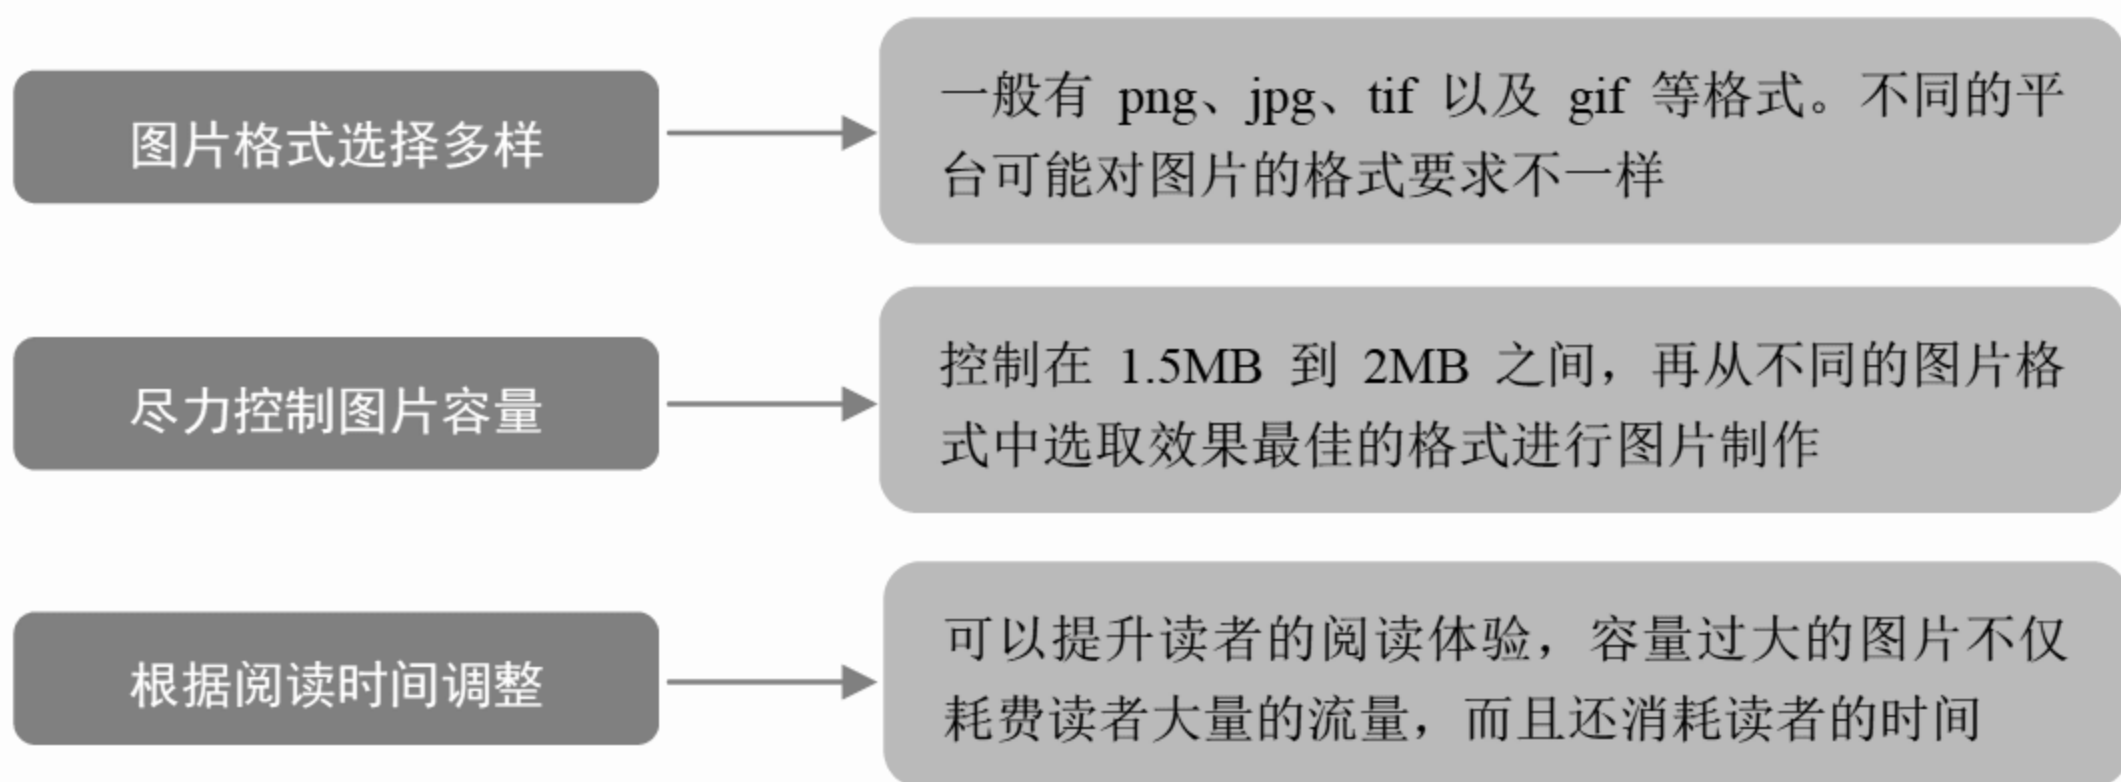 图片格式选择多样
一般有 png、jpg、tif 以及 gif 等格式。不同的平
台可能对图片的格式要求不一样
尽力控制图片容量
控制在 1.5MB 到 2MB 之间，再从不同的图片格
式中选取效果最佳的格式进行图片制作
根据阅读时间调整
可以提升读者的阅读体验，容量过大的图片不仅
耗费读者大量的流量，而且还消耗读者的时间